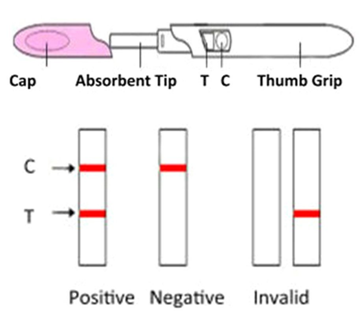 Cap Absorbent Tip T C Thumb Grip
C
T
Positive Negative Invalid